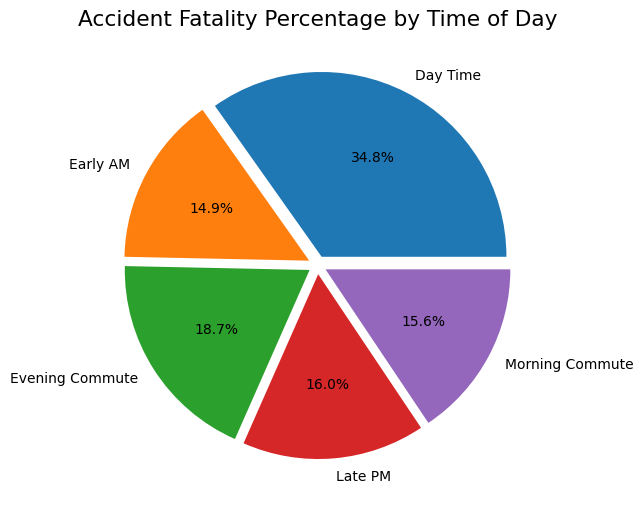 Accident Fatality Percentage by Time of Day
Day Time
34.8%
Early AM
14.9%
Evening Commute
18.7%
Late PM
16.0%
Morning Commute
15.6%